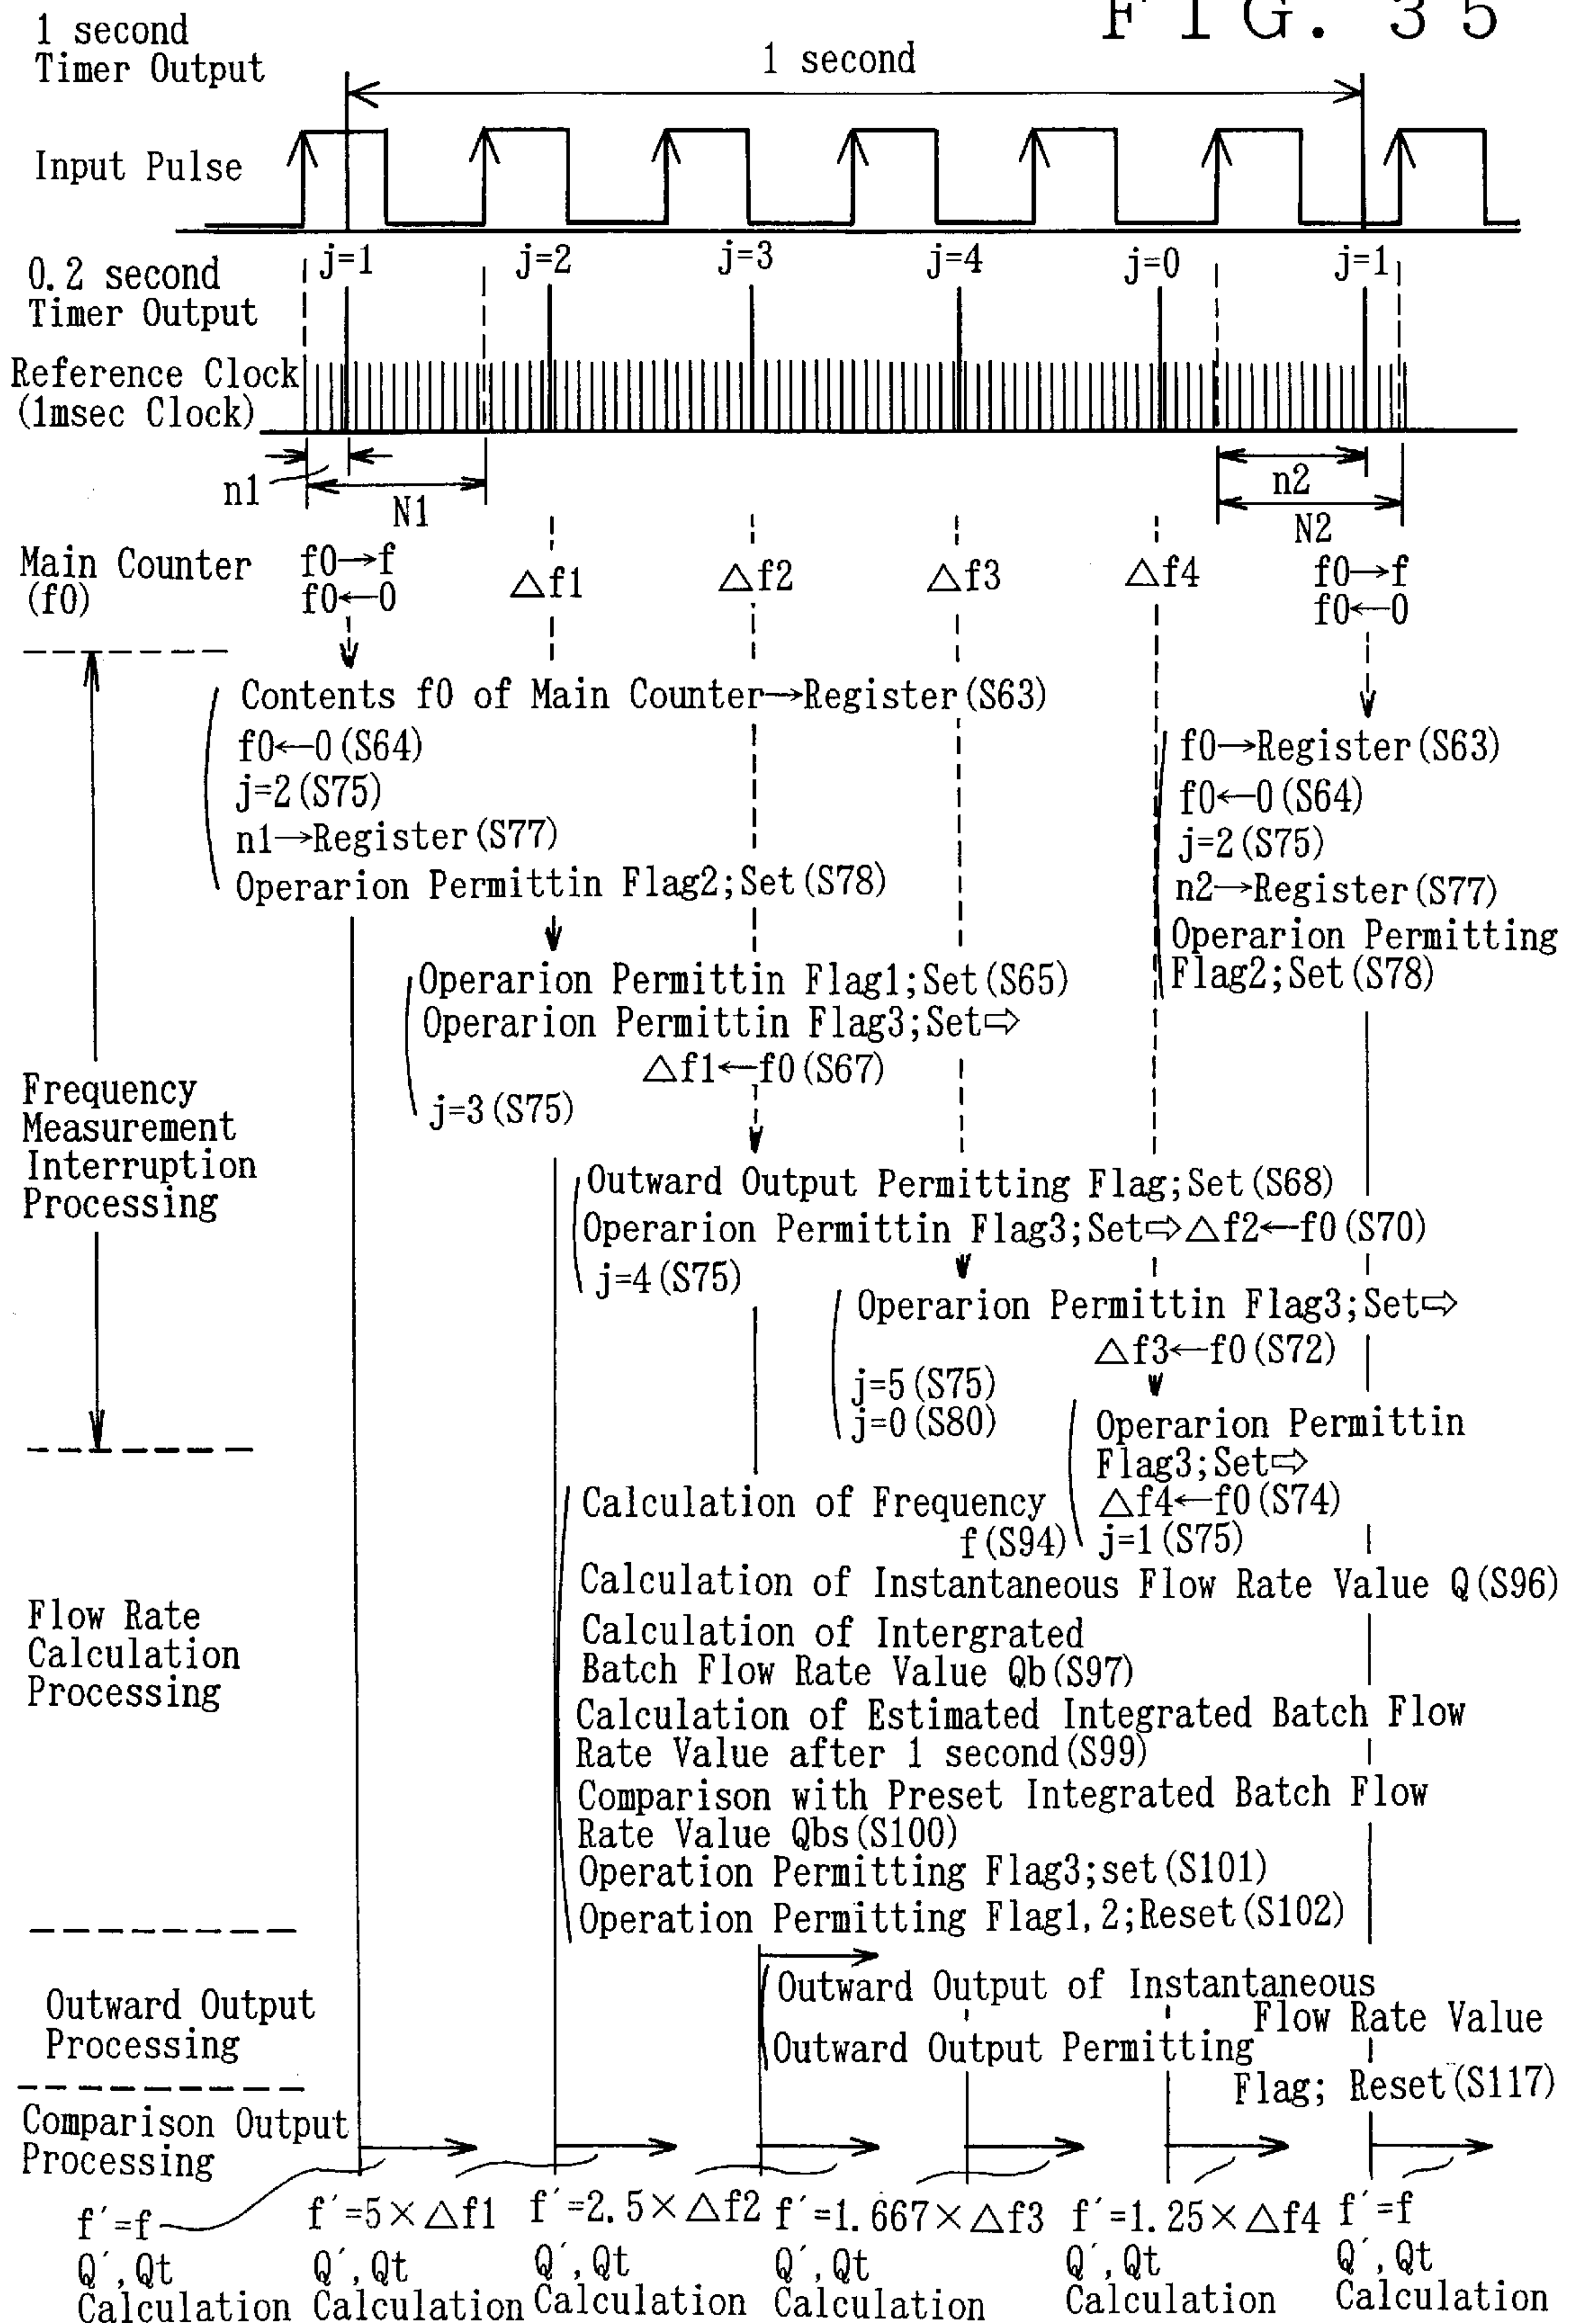 FIG. 35
1 second
Timer Output
1 second
Input Pulse
0.2 second
Timer Output
j=1
j=2
j=3
j=4
j=0
j=1
Reference Clock
(1msec Clock)
n1
N1
n2
N2
Main Counter
(f0)
f0→f
f0←0
△f1
△f2
△f3
△f4
f0→f
f0←0
Contents f0 of Main Counter→Register(S63)
f0←0(S64)
j=2(S75)
n1→Register(S77)
Operarion Permittin Flag2;Set(S78)
f0→Register(S63)
f0←0(S64)
j=2(S75)
n2→Register(S77)
Operarion Permitting
Flag2;Set(S78)
Operarion Permittin Flag1;Set(S65)
Operarion Permittin Flag3;Set⇨
△f1←f0(S67)
j=3(S75)
Frequency
Measurement
Interruption
Processing
Outward Output Permitting Flag;Set(S68)
Operarion Permittin Flag3;Set⇨△f2←f0(S70)
j=4(S75)
Operarion Permittin Flag3;Set⇨
△f3←f0(S72)
j=5(S75)
j=0(S80)
Operarion Permittin
Flag3;Set⇨
△f4←f0(S74)
j=1(S75)
Flow Rate
Calculation
Processing
Calculation of Frequency
f(S94)
Calculation of Instantaneous Flow Rate Value Q(S96)
Calculation of Intergrated
Batch Flow Rate Value Qb(S97)
Calculation of Estimated Integrated Batch Flow
Rate Value after 1 second(S99)
Comparison with Preset Integrated Batch Flow
Rate Value Qbs(S100)
Operation Permitting Flag3;set(S101)
Operation Permitting Flag1,2;Reset(S102)
Outward Output
Processing
Outward Output of Instantaneous
Flow Rate Value
Outward Output Permitting
Flag; Reset(S117)
Comparison Output
Processing
f´=f
Q´,Qt
Calculation
f´=5×△f1
Q´,Qt
Calculation
f´=2.5×△f2
Q´,Qt
Calculation
f´=1.667×△f3
Q´,Qt
Calculation
f´=1.25×△f4
Q´,Qt
Calculation
f´=f
Q´,Qt
Calculation